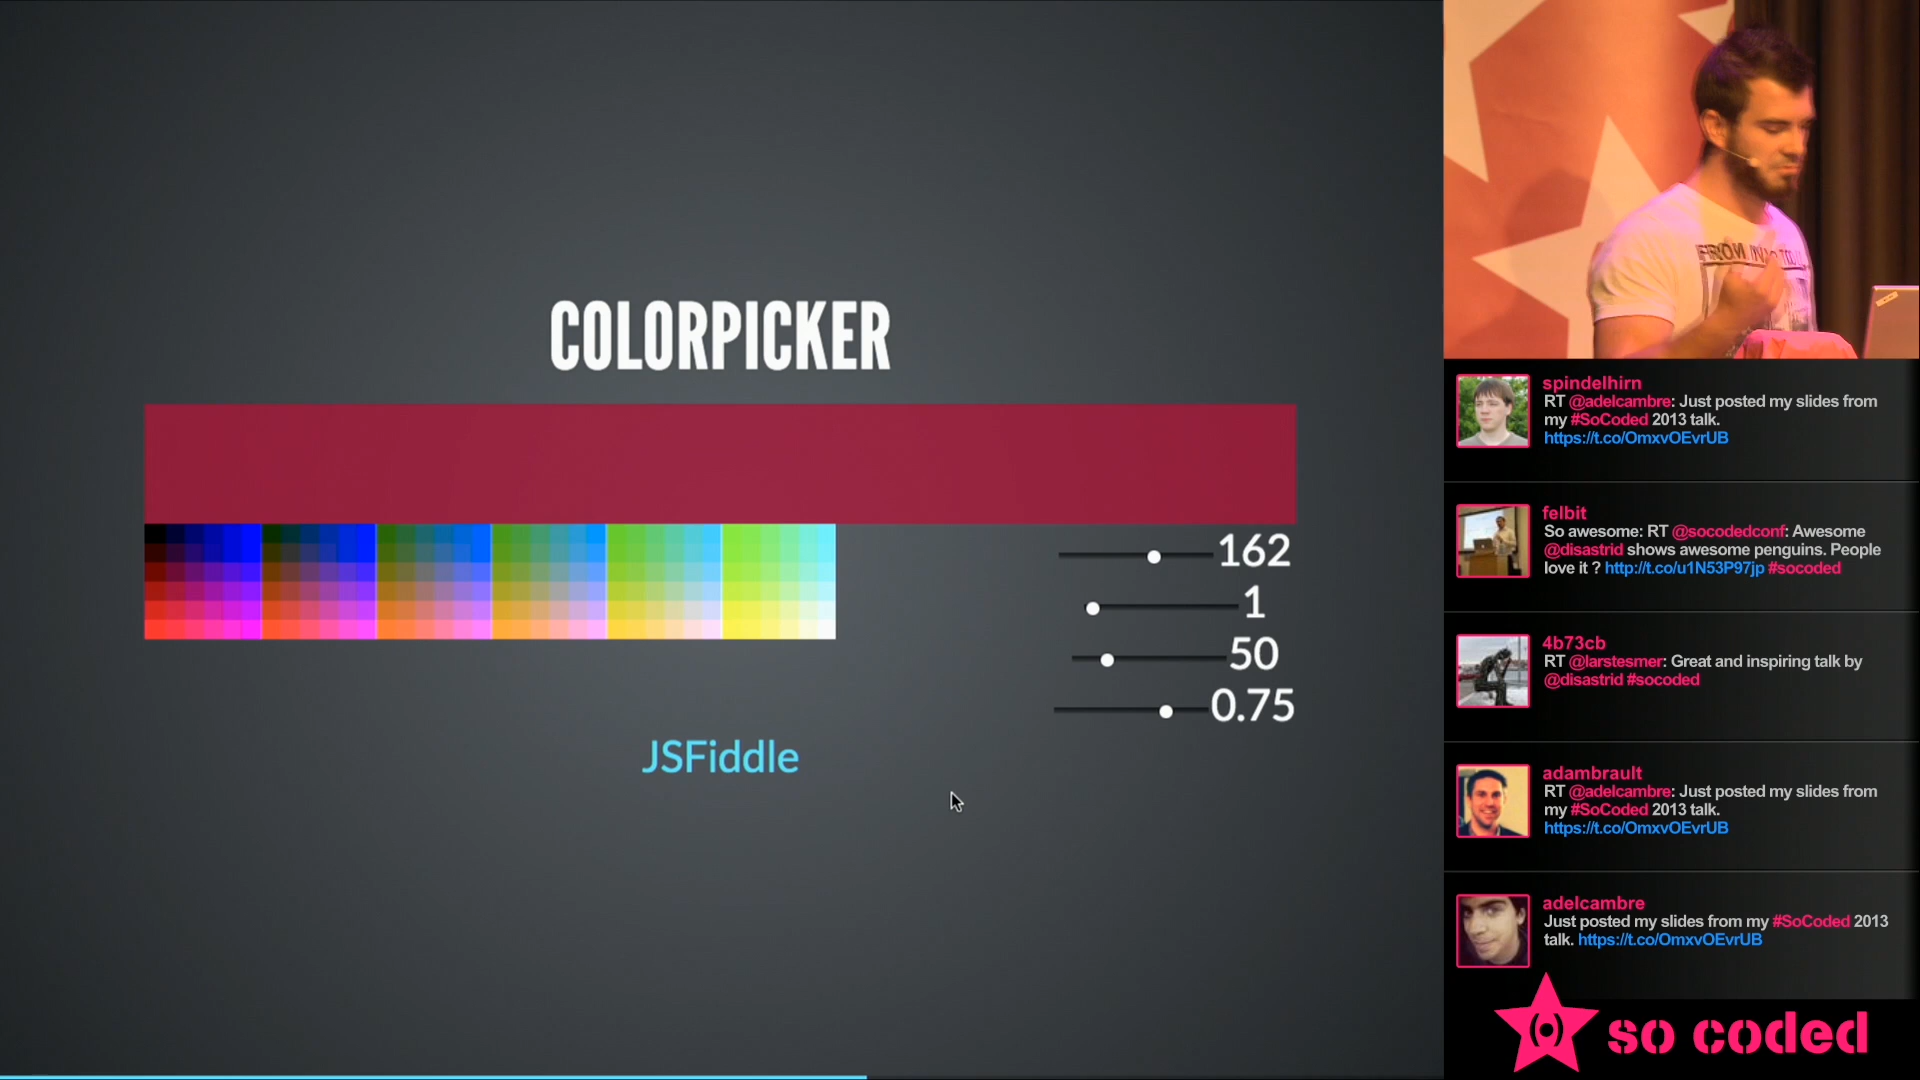 COLORPICKER
162
1
50
0.75
JSFiddle
spindelhirn
RT @adelcambre: Just posted my slides from
my #SoCoded 2013 talk.
https://t.co/OmxvOEvrUB
felbit
So awesome: RT @socodedconf: Awesome
@disastrid shows awesome penguins. People
love it ? http://t.co/u1N53P97jp #socoded
4b73cb
RT @larstesmer: Great and inspiring talk by
@disastrid #socoded
adambrault
RT @adelcambre: Just posted my slides from
my #SoCoded 2013 talk.
https://t.co/OmxvOEvrUB
adelcambre
Just posted my slides from my #SoCoded 2013
talk. https://t.co/OmxvOEvrUB
so coded